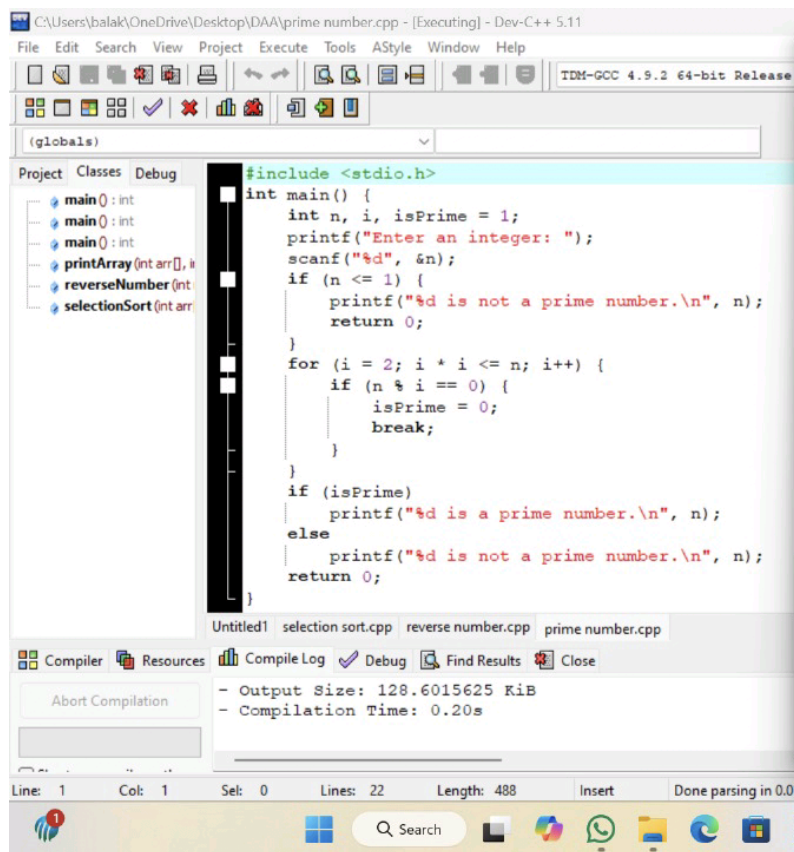 C:\Users\balak\OneDrive\Desktop\DAA\prime number.cpp - [Executing] - Dev-C++ 5.11
File Edit Search View Project Execute Tools AStyle Window Help
TDM-GCC 4.9.2 64-bit Release
(globals)
Project Classes Debug
main () : int
main () : int
main () : int
printArray (int arr[], i
reverseNumber (int
selectionSort (int arr
#include <stdio.h>
int main() {
    int n, i, isPrime = 1;
    printf("Enter an integer: ");
    scanf("%d", &n);
    if (n <= 1) {
        printf("%d is not a prime number.\n", n);
        return 0;
    }
    for (i = 2; i * i <= n; i++) {
        if (n % i == 0) {
            isPrime = 0;
            break;
        }
    }
    if (isPrime)
        printf("%d is a prime number.\n", n);
    else
        printf("%d is not a prime number.\n", n);
    return 0;
}
Untitled1 selection sort.cpp reverse number.cpp prime number.cpp
Compiler Resources Compile Log Debug Find Results Close
Abort Compilation
- Output Size: 128.6015625 KiB
- Compilation Time: 0.20s
Line: 1 Col: 1 Sel: 0 Lines: 22 Length: 488 Insert Done parsing in 0.0
1
Search